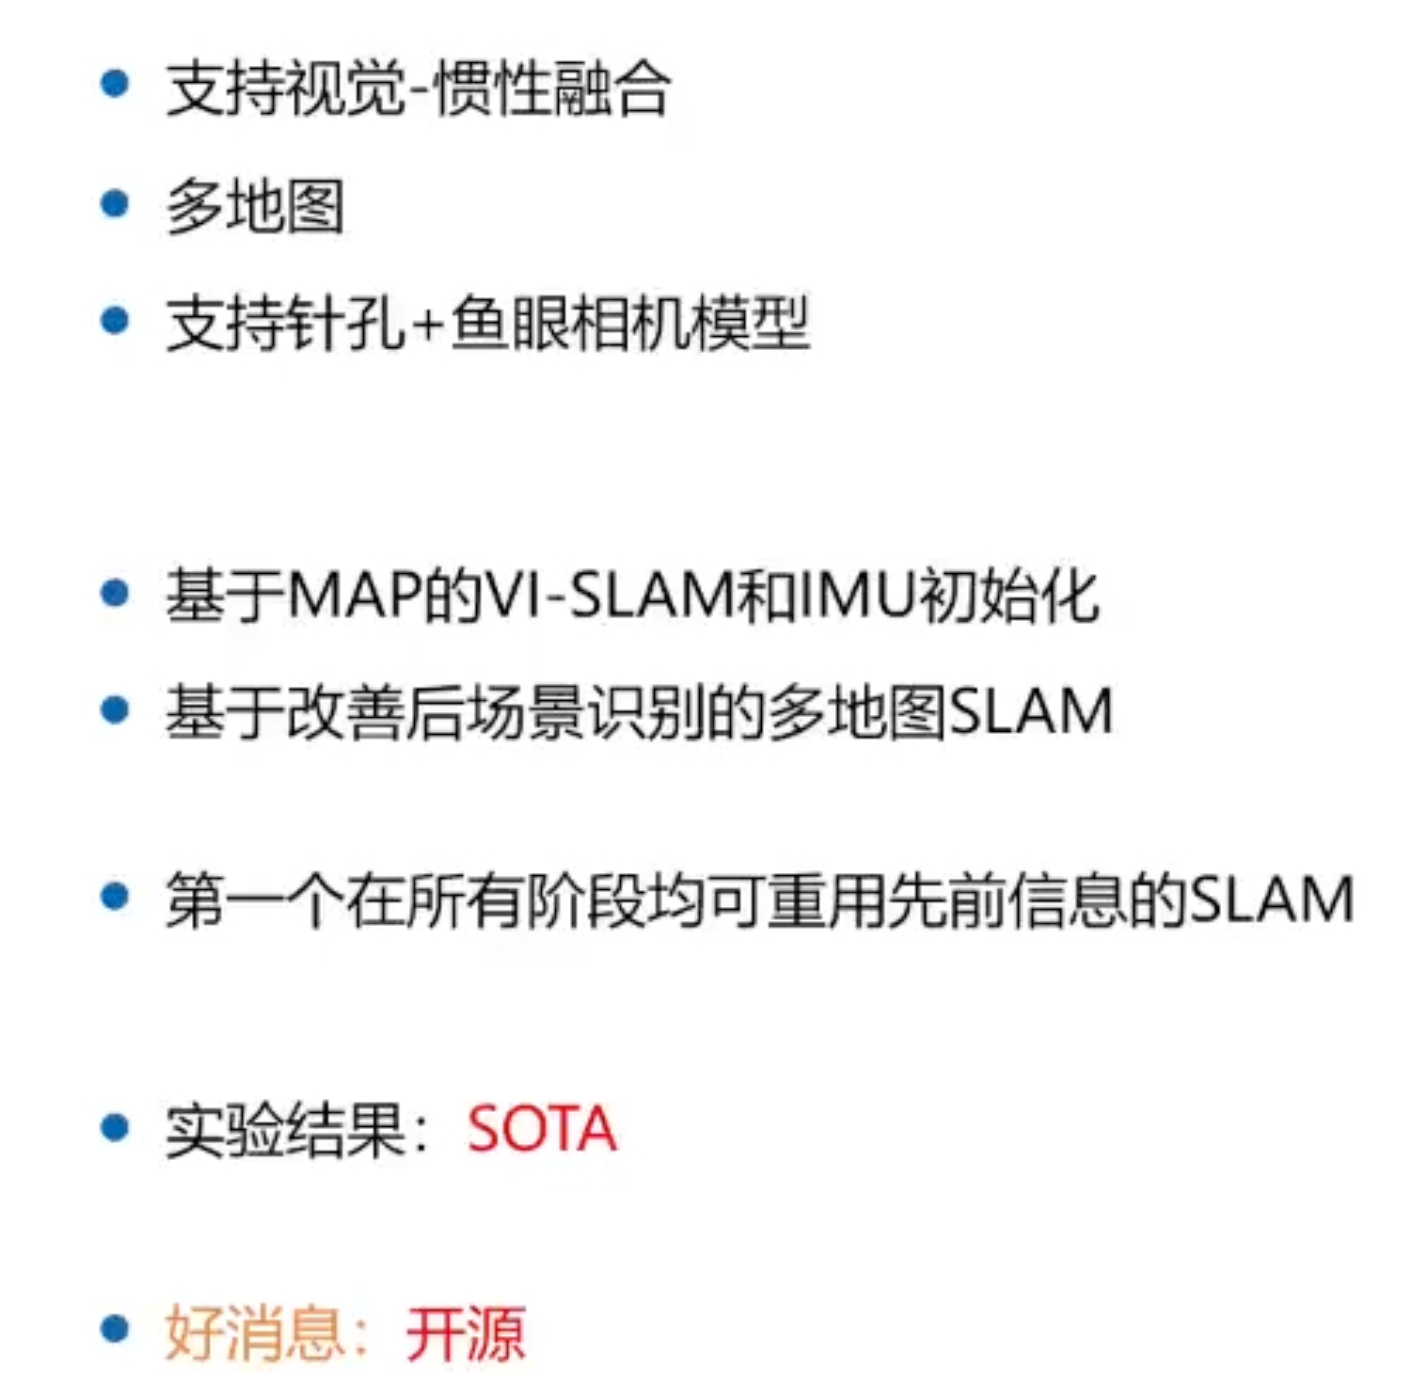 支持视觉-惯性融合
多地图
支持针孔+鱼眼相机模型
基于MAP的VI-SLAM和IMU初始化
基于改善后场景识别的多地图SLAM
第一个在所有阶段均可重用先前信息的SLAM
实验结果：SOTA
好消息：开源